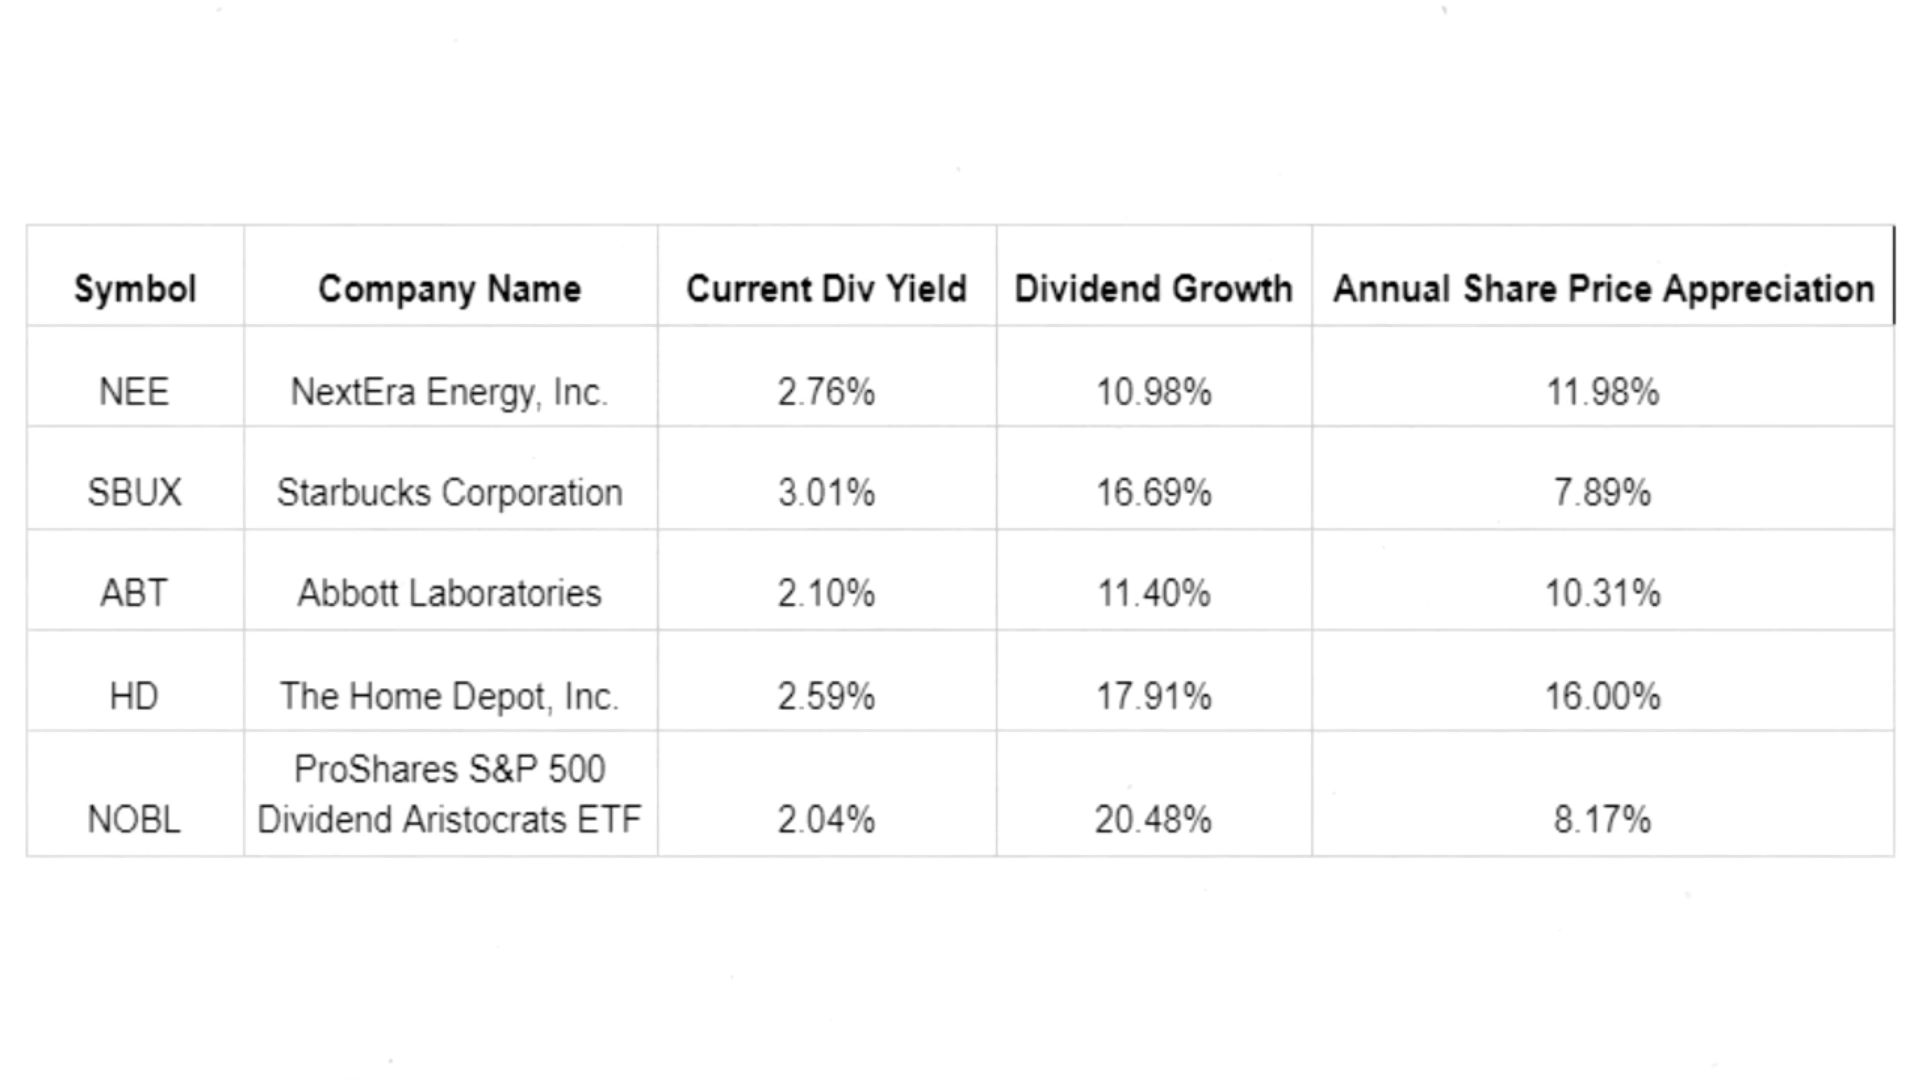 Symbol Company Name Current Div Yield Dividend Growth Annual Share Price Appreciation
NEE NextEra Energy, Inc. 2.76% 10.98% 11.98%
SBUX Starbucks Corporation 3.01% 16.69% 7.89%
ABT Abbott Laboratories 2.10% 11.40% 10.31%
HD The Home Depot, Inc. 2.59% 17.91% 16.00%
ProShares S&P 500
NOBL Dividend Aristocrats ETF 2.04% 20.48% 8.17%